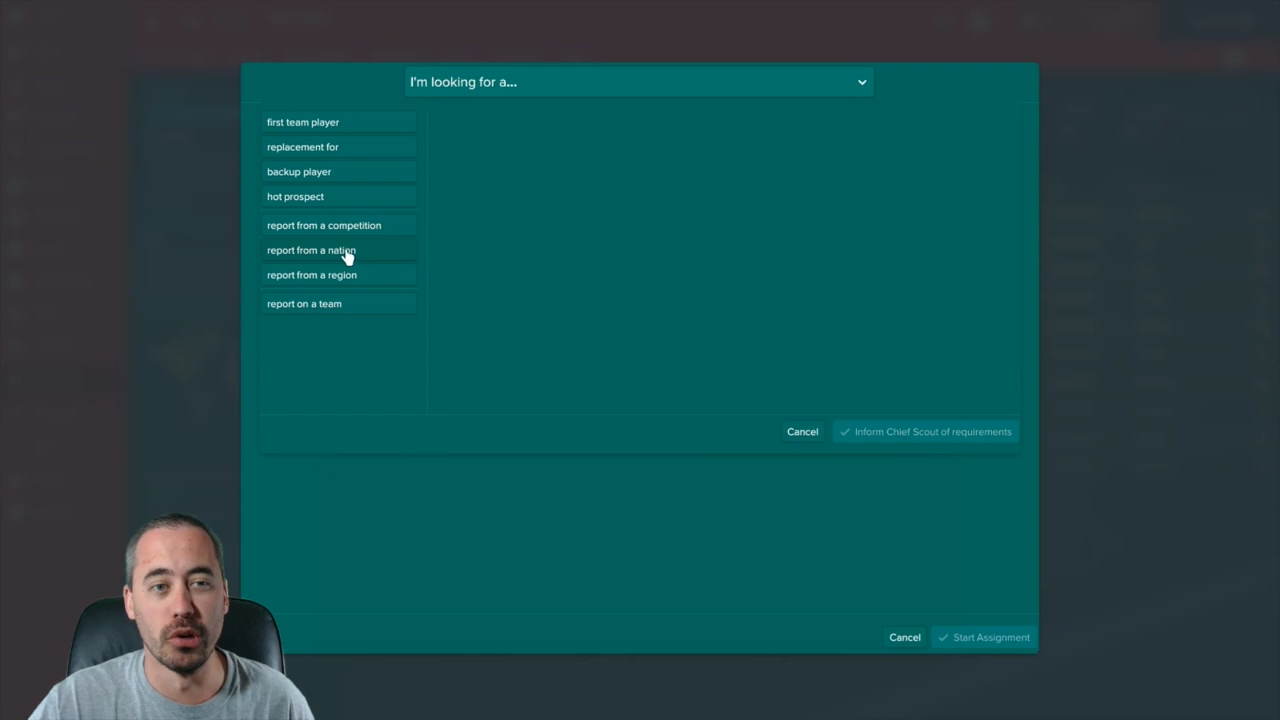 I'm looking for a...
first team player
replacement for
backup player
hot prospect
report from a competition
report from a nation
report from a region
report on a team
Cancel
Inform Chief Scout of requirements
Cancel
Start Assignment